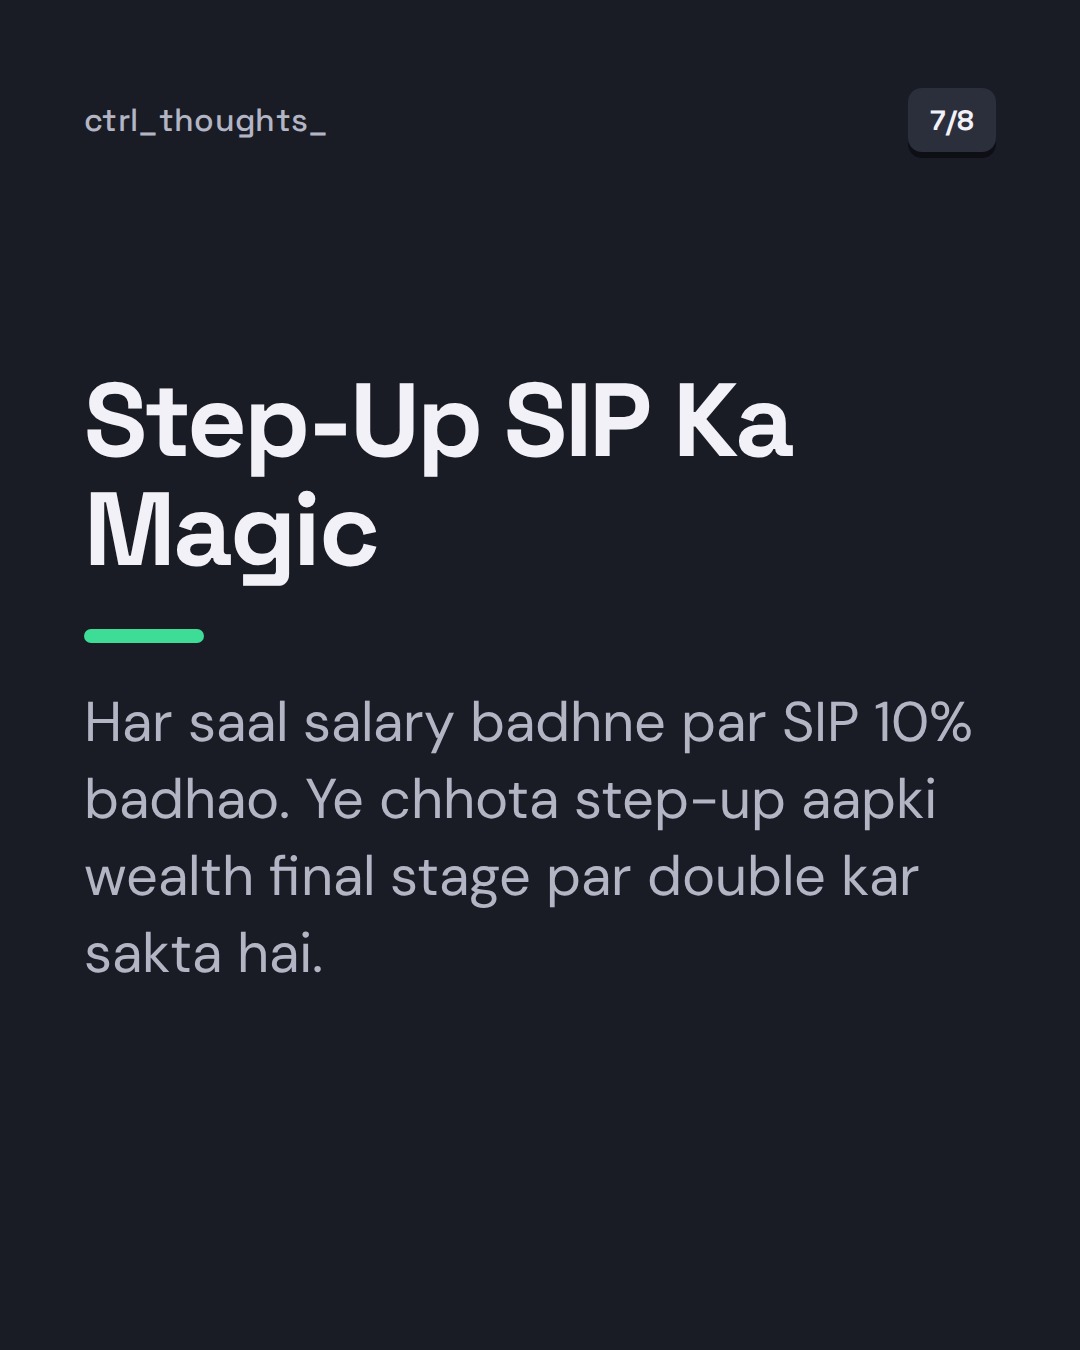 ctrl_thoughts_
7/8
Step-Up SIP Ka
Magic
Har saal salary badhne par SIP 10%
badhao. Ye chhota step-up aapki
wealth final stage par double kar
sakta hai.